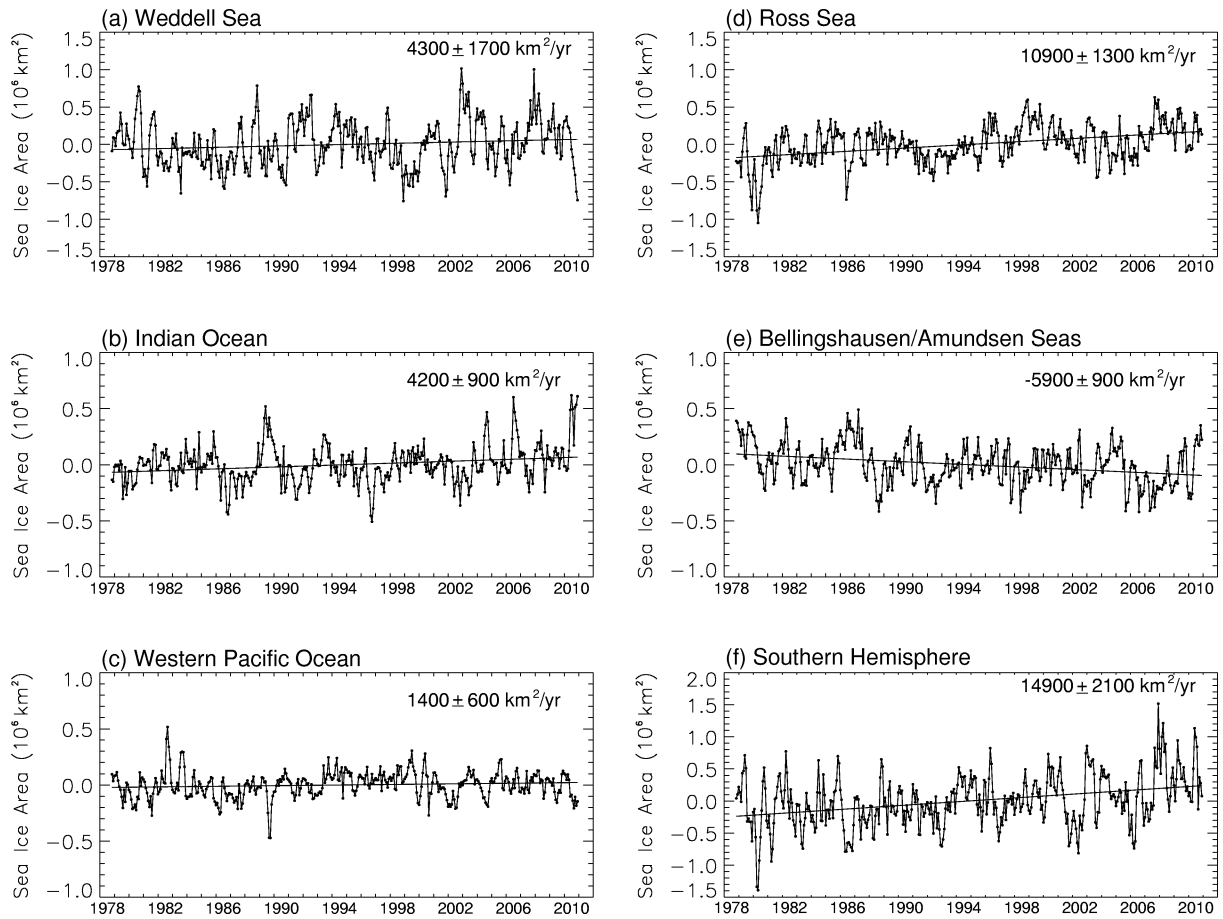 (a) Weddell Sea
4300 ± 1700 km²/yr
Sea Ice Area (10⁶ km²)
1.5
1.0
0.5
0.0
−0.5
−1.0
−1.5
1978 1982 1986 1990 1994 1998 2002 2006 2010
(d) Ross Sea
10900 ± 1300 km²/yr
Sea Ice Area (10⁶ km²)
1.5
1.0
0.5
0.0
−0.5
−1.0
−1.5
1978 1982 1986 1990 1994 1998 2002 2006 2010
(b) Indian Ocean
4200 ± 900 km²/yr
Sea Ice Area (10⁶ km²)
1.0
0.5
0.0
−0.5
−1.0
1978 1982 1986 1990 1994 1998 2002 2006 2010
(e) Bellingshausen/Amundsen Seas
-5900 ± 900 km²/yr
Sea Ice Area (10⁶ km²)
1.0
0.5
0.0
−0.5
−1.0
1978 1982 1986 1990 1994 1998 2002 2006 2010
(c) Western Pacific Ocean
1400 ± 600 km²/yr
Sea Ice Area (10⁶ km²)
1.0
0.5
0.0
−0.5
−1.0
1978 1982 1986 1990 1994 1998 2002 2006 2010
(f) Southern Hemisphere
14900 ± 2100 km²/yr
Sea Ice Area (10⁶ km²)
2.0
1.5
1.0
0.5
0.0
−0.5
−1.0
−1.5
1978 1982 1986 1990 1994 1998 2002 2006 2010